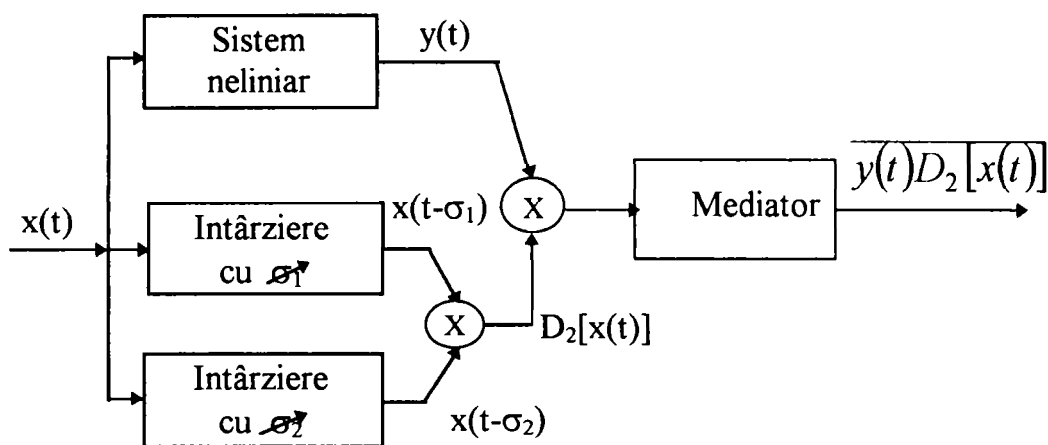 Sistem
neliniar
y(t)
y(t)D₂[x(t)]
x(t)
Intârziere
cu σ₁
x(t-σ₁)
X
Mediator
X
D₂[x(t)]
Intârziere
cu σ₂
x(t-σ₂)